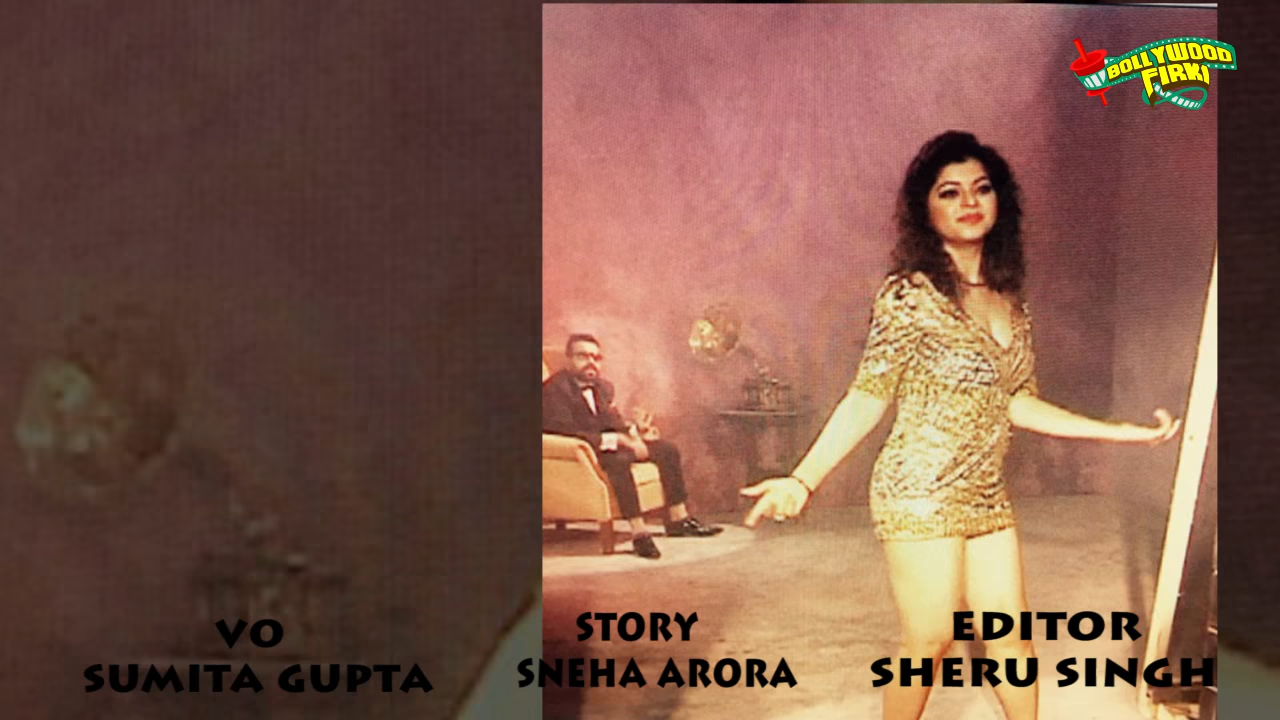 BOLLYWOOD
FIRKI
VO
SUMITA GUPTA
STORY
SNEHA ARORA
EDITOR
SHERU SINGH